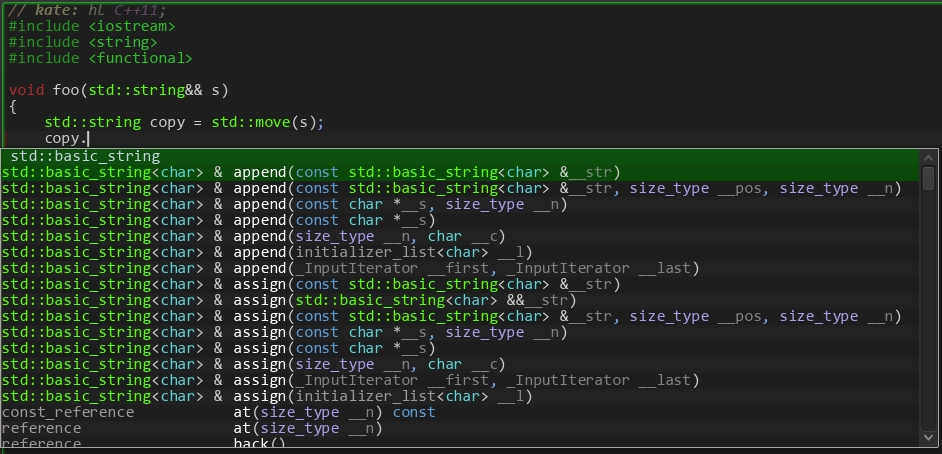 // kate: hl C++11;
#include <iostream>
#include <string>
#include <functional>
void foo(std::string&& s)
{
    std::string copy = std::move(s);
    copy.
std::basic_string
std::basic_string<char> & append(const std::basic_string<char> &__str)
std::basic_string<char> & append(const std::basic_string<char> &__str, size_type __pos, size_type __n)
std::basic_string<char> & append(const char *__s, size_type __n)
std::basic_string<char> & append(const char *__s)
std::basic_string<char> & append(size_type __n, char __c)
std::basic_string<char> & append(initializer_list<char> __l)
std::basic_string<char> & append(_InputIterator __first, _InputIterator __last)
std::basic_string<char> & assign(const std::basic_string<char> &__str)
std::basic_string<char> & assign(std::basic_string<char> &&__str)
std::basic_string<char> & assign(const std::basic_string<char> &__str, size_type __pos, size_type __n)
std::basic_string<char> & assign(const char *__s, size_type __n)
std::basic_string<char> & assign(const char *__s)
std::basic_string<char> & assign(size_type __n, char __c)
std::basic_string<char> & assign(_InputIterator __first, _InputIterator __last)
std::basic_string<char> & assign(initializer_list<char> __l)
const_reference at(size_type __n) const
reference at(size_type __n)
reference back()